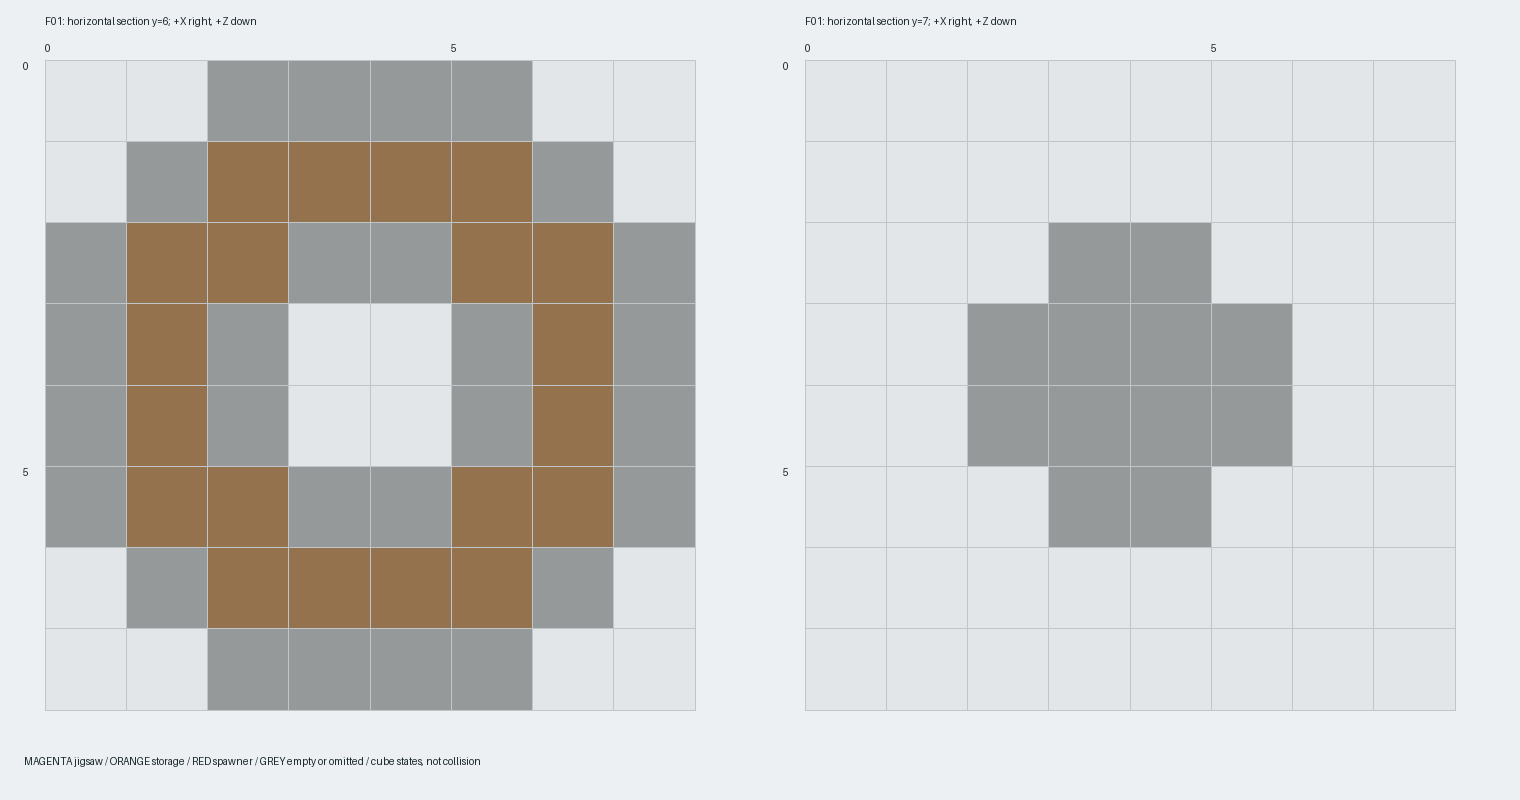 F01: horizontal section y=6; +X right, +Z down
F01: horizontal section y=7; +X right, +Z down
0
5
0
5
0
0
5
5
MAGENTA jigsaw / ORANGE storage / RED spawner / GREY empty or omitted / cube states, not collision